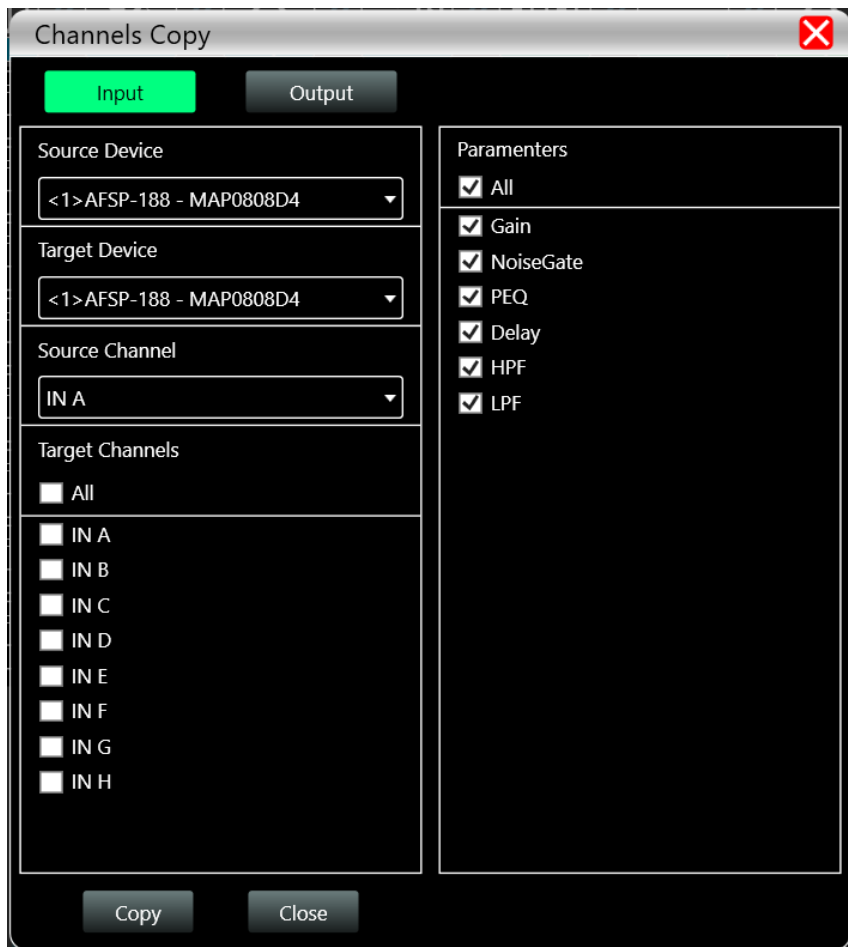 Channels Copy
Input
Output
Source Device
<1>AFSP-188 - MAP0808D4
Target Device
<1>AFSP-188 - MAP0808D4
Source Channel
IN A
Target Channels
All
IN A
IN B
IN C
IN D
IN E
IN F
IN G
IN H
Paramenters
All
Gain
NoiseGate
PEQ
Delay
HPF
LPF
Copy
Close